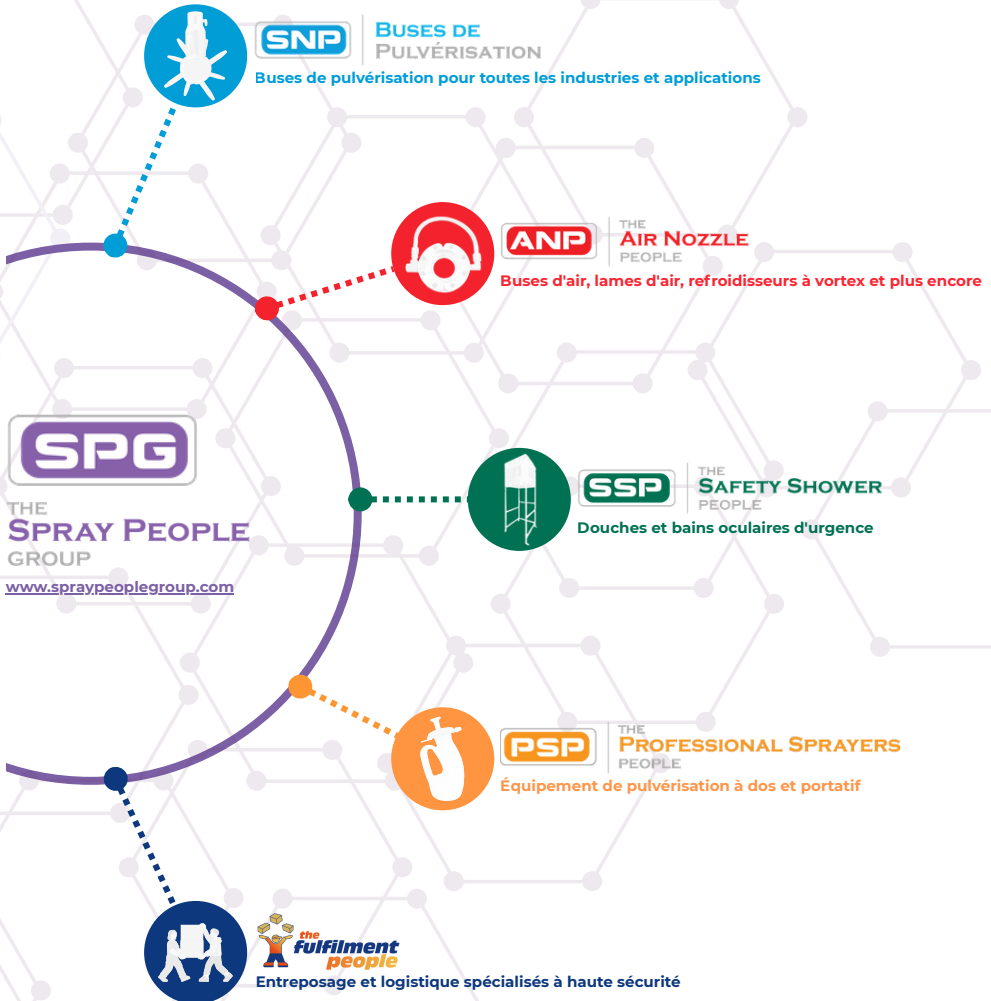 SNP
BUSES DE
PULVÉRISATION
Buses de pulvérisation pour toutes les industries et applications
ANP
THE
AIR NOZZLE
PEOPLE
Buses d'air, lames d'air, refroidisseurs à vortex et plus encore
SPG
THE
SPRAY PEOPLE
GROUP
www.spraypeoplegroup.com
SSP
THE
SAFETY SHOWER
PEOPLE
Douches et bains oculaires d'urgence
PSP
THE
PROFESSIONAL SPRAYERS
PEOPLE
Équipement de pulvérisation à dos et portatif
the
fulfilment
people
Entreposage et logistique spécialisés à haute sécurité